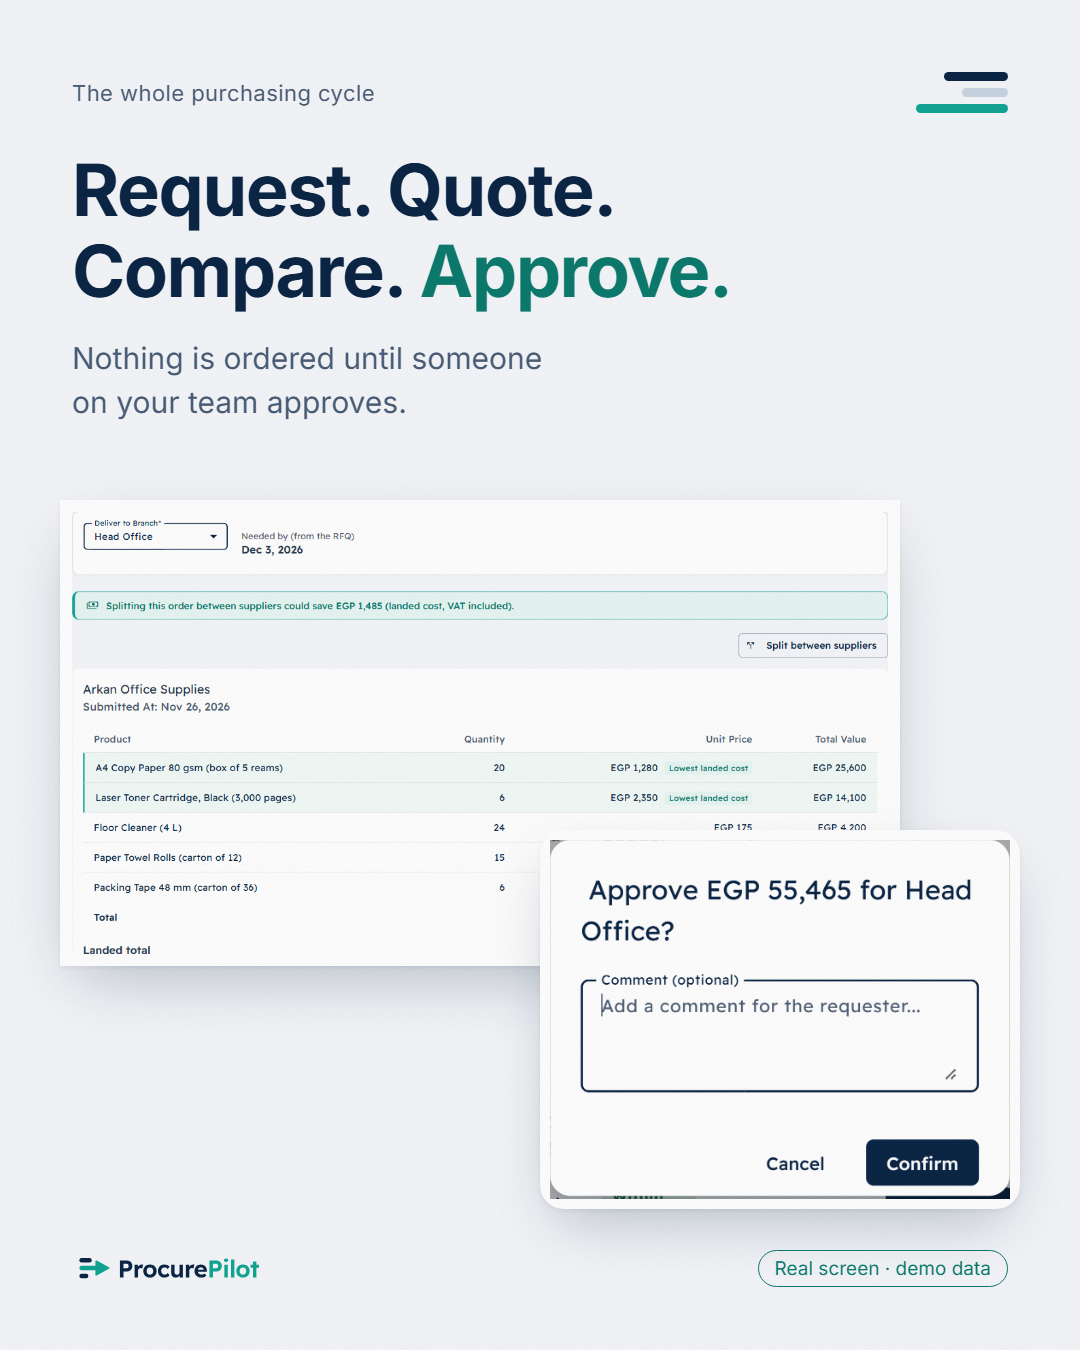 The whole purchasing cycle
Request. Quote.
Compare. Approve.
Nothing is ordered until someone
on your team approves.
Deliver to Branch*
Head Office
Needed by (from the RFQ)
Dec 3, 2026
Splitting this order between suppliers could save EGP 1,485 (landed cost, VAT included).
Split between suppliers
Arkan Office Supplies
Submitted At: Nov 26, 2026
Product Quantity Unit Price Total Value
A4 Copy Paper 80 gsm (box of 5 reams) 20 EGP 1,280 Lowest landed cost EGP 25,600
Laser Toner Cartridge, Black (3,000 pages) 6 EGP 2,350 Lowest landed cost EGP 14,100
Floor Cleaner (4 L) 24 EGP 175 EGP 4,200
Paper Towel Rolls (carton of 12) 15
Packing Tape 48 mm (carton of 36) 6
Total
Landed total
Approve EGP 55,465 for Head
Office?
Comment (optional)
Add a comment for the requester...
Cancel Confirm
ProcurePilot
Real screen · demo data